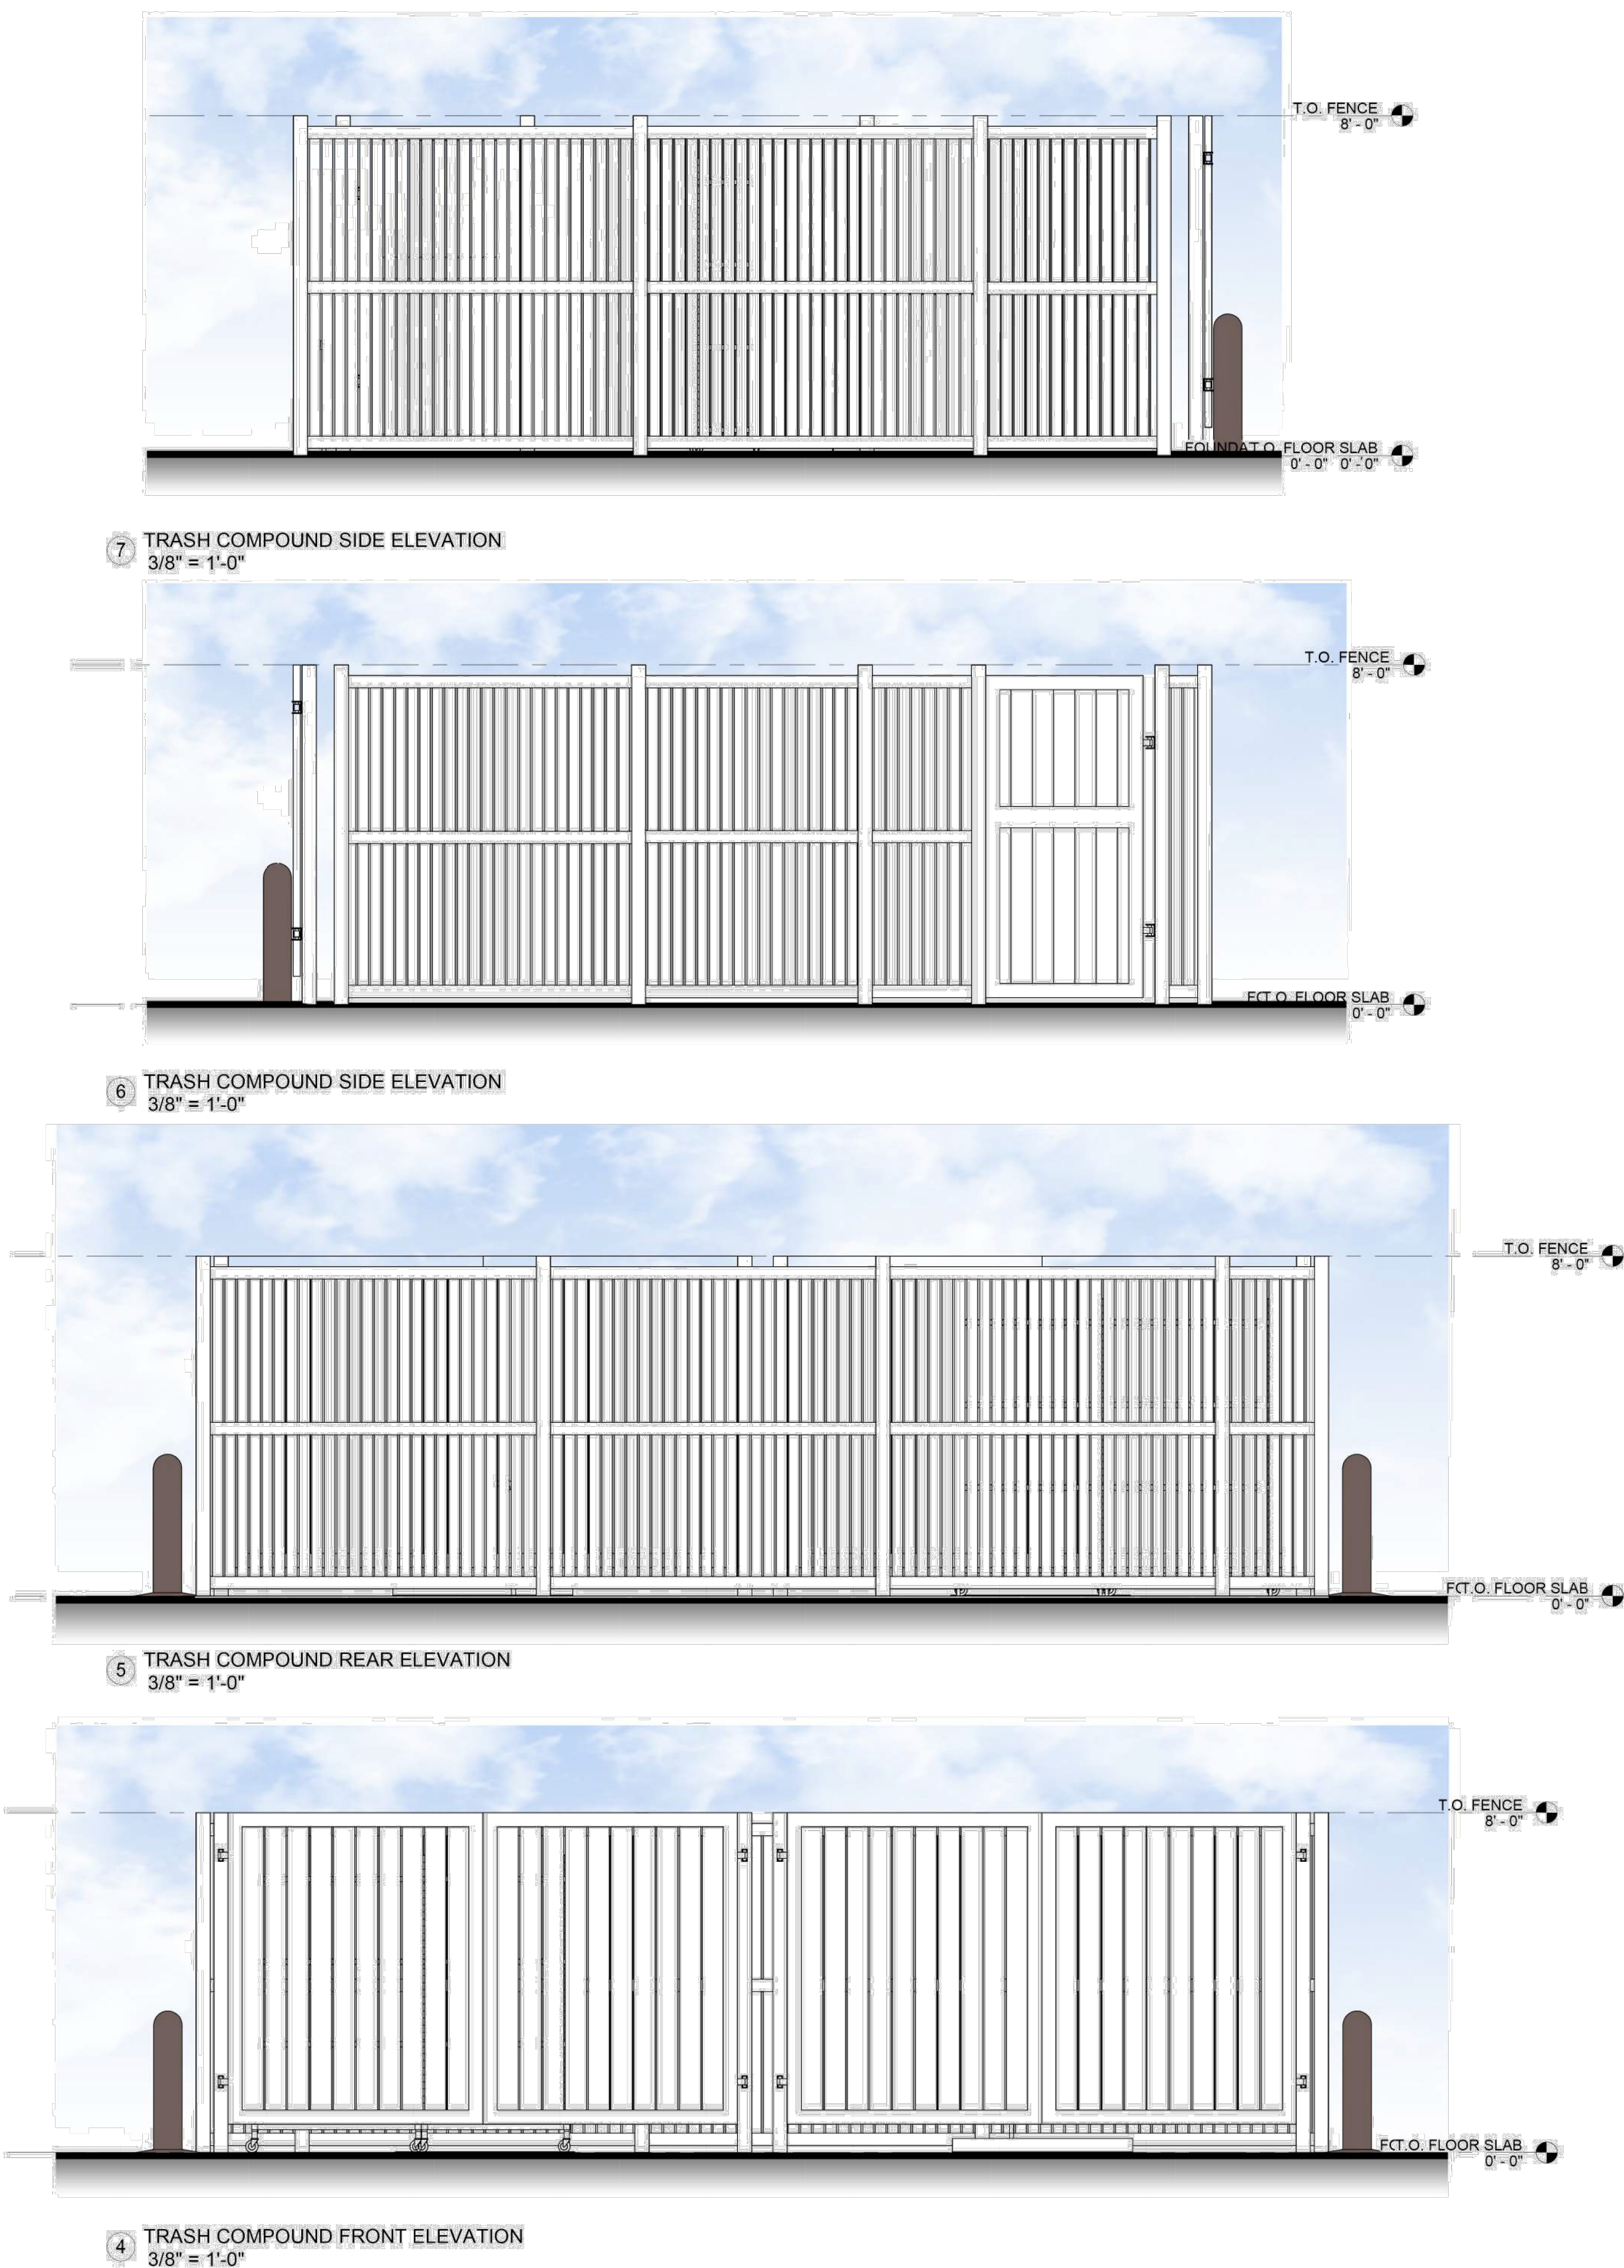 T.O. FENCE
8' - 0"
FOUNDAT.O. FLOOR SLAB
0' - 0" 0' - 0"
7 TRASH COMPOUND SIDE ELEVATION
3/8" = 1'-0"
T.O. FENCE
8' - 0"
T.O. FLOOR SLAB
0' - 0"
6 TRASH COMPOUND SIDE ELEVATION
3/8" = 1'-0"
T.O. FENCE
8' - 0"
T.O. FLOOR SLAB
0' - 0"
5 TRASH COMPOUND REAR ELEVATION
3/8" = 1'-0"
T.O. FENCE
8' - 0"
T.O. FLOOR SLAB
0' - 0"
4 TRASH COMPOUND FRONT ELEVATION
3/8" = 1'-0"